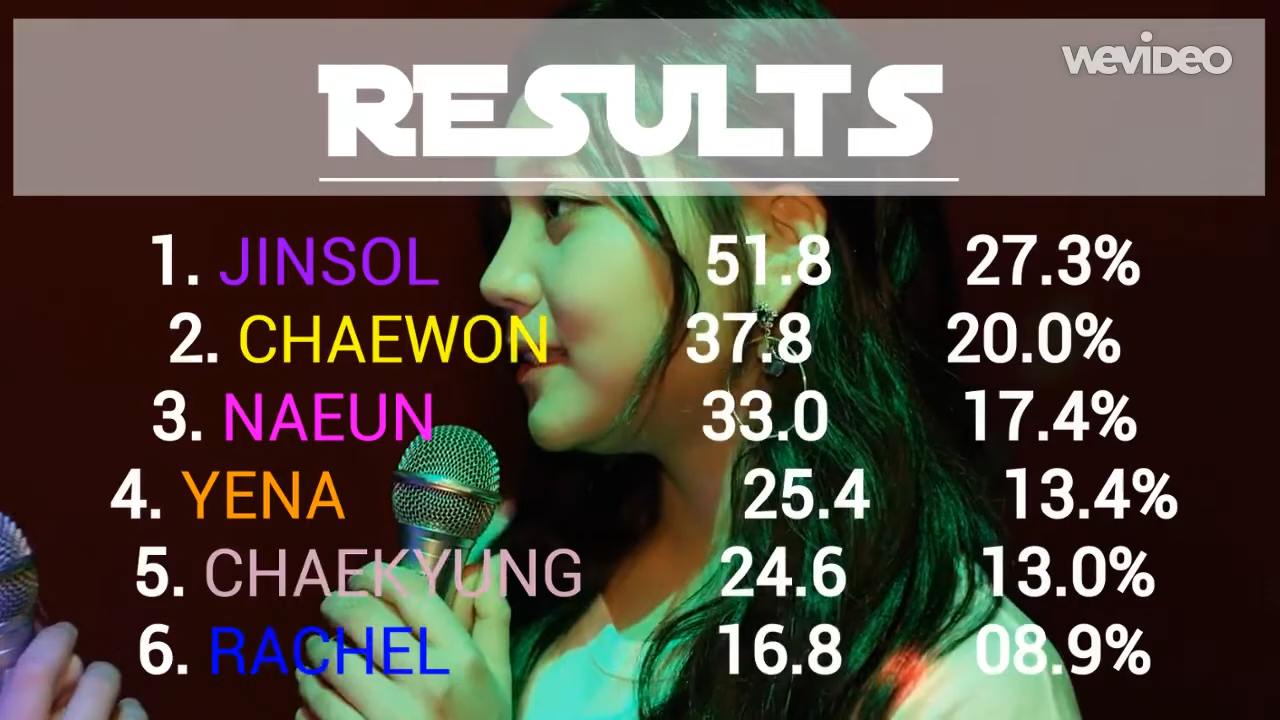 WEVIDEO
RESULTS
1. JINSOL 51.8 27.3%
2. CHAEWON 37.8 20.0%
3. NAEUN 33.0 17.4%
4. YENA 25.4 13.4%
5. CHAEKYUNG 24.6 13.0%
6. RACHEL 16.8 08.9%